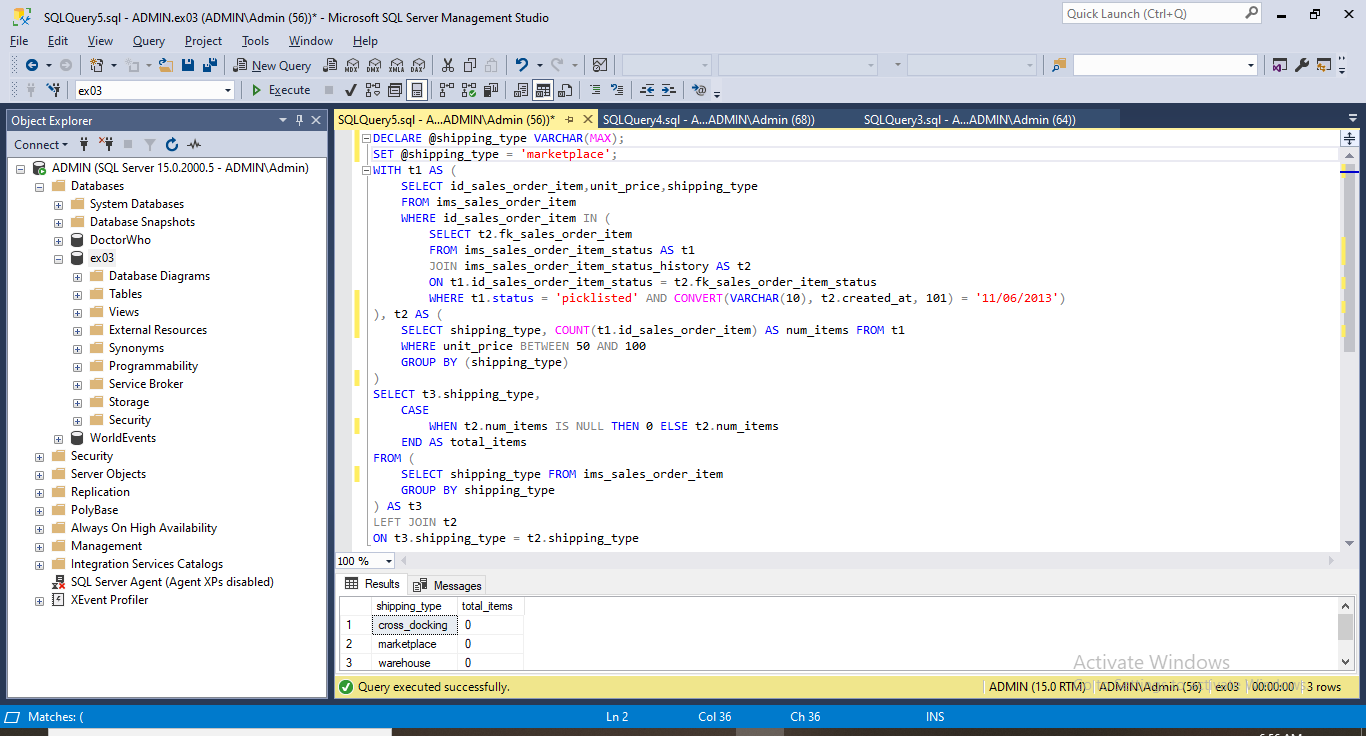 SQLQuery5.sql - ADMIN.ex03 (ADMIN\Admin (56))* - Microsoft SQL Server Management Studio
Quick Launch (Ctrl+Q)
File Edit View Query Project Tools Window Help
New Query
MDX DMX XMLA DAX
ex03
Execute
Object Explorer
Connect
ADMIN (SQL Server 15.0.2000.5 - ADMIN\Admin)
Databases
System Databases
Database Snapshots
DoctorWho
ex03
Database Diagrams
Tables
Views
External Resources
Synonyms
Programmability
Service Broker
Storage
Security
WorldEvents
Security
Server Objects
Replication
PolyBase
Always On High Availability
Management
Integration Services Catalogs
SQL Server Agent (Agent XPs disabled)
XEvent Profiler
SQLQuery5.sql - A...ADMIN\Admin (56))*
SQLQuery4.sql - A...ADMIN\Admin (68))
SQLQuery3.sql - A...ADMIN\Admin (64))
DECLARE @shipping_type VARCHAR(MAX);
SET @shipping_type = 'marketplace';
WITH t1 AS (
SELECT id_sales_order_item,unit_price,shipping_type
FROM ims_sales_order_item
WHERE id_sales_order_item IN (
SELECT t2.fk_sales_order_item
FROM ims_sales_order_item_status AS t1
JOIN ims_sales_order_item_status_history AS t2
ON t1.id_sales_order_item_status = t2.fk_sales_order_item_status
WHERE t1.status = 'picklisted' AND CONVERT(VARCHAR(10), t2.created_at, 101) = '11/06/2013')
), t2 AS (
SELECT shipping_type, COUNT(t1.id_sales_order_item) AS num_items FROM t1
WHERE unit_price BETWEEN 50 AND 100
GROUP BY (shipping_type)
)
SELECT t3.shipping_type,
CASE
WHEN t2.num_items IS NULL THEN 0 ELSE t2.num_items
END AS total_items
FROM (
SELECT shipping_type FROM ims_sales_order_item
GROUP BY shipping_type
) AS t3
LEFT JOIN t2
ON t3.shipping_type = t2.shipping_type
100 %
Results Messages
shipping_type total_items
1 cross_docking 0
2 marketplace 0
3 warehouse 0
Activate Windows
Query executed successfully.
ADMIN (15.0 RTM) ADMIN\Admin (56) ex03 00:00:00 3 rows
Matches: (
Ln 2 Col 36 Ch 36 INS